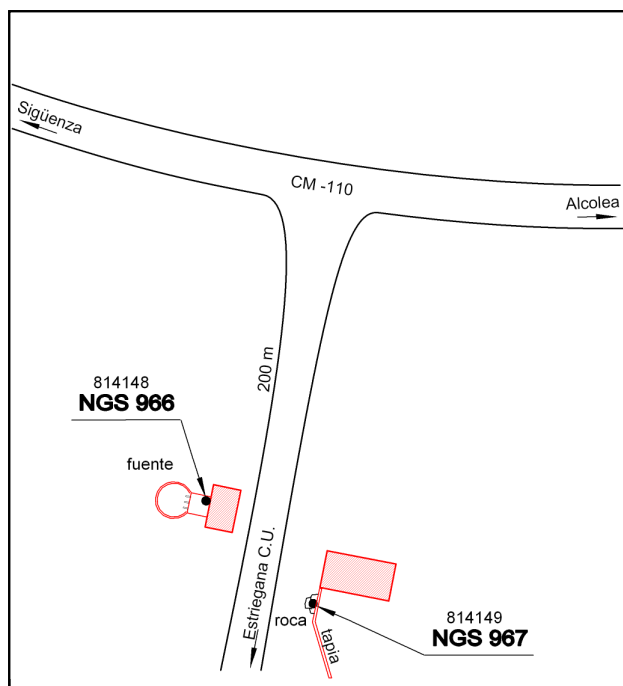 Sigüenza
CM -110
Alcolea
200 m
814148
NGS 966
fuente
Estriegana C.U.
roca
tapia
814149
NGS 967